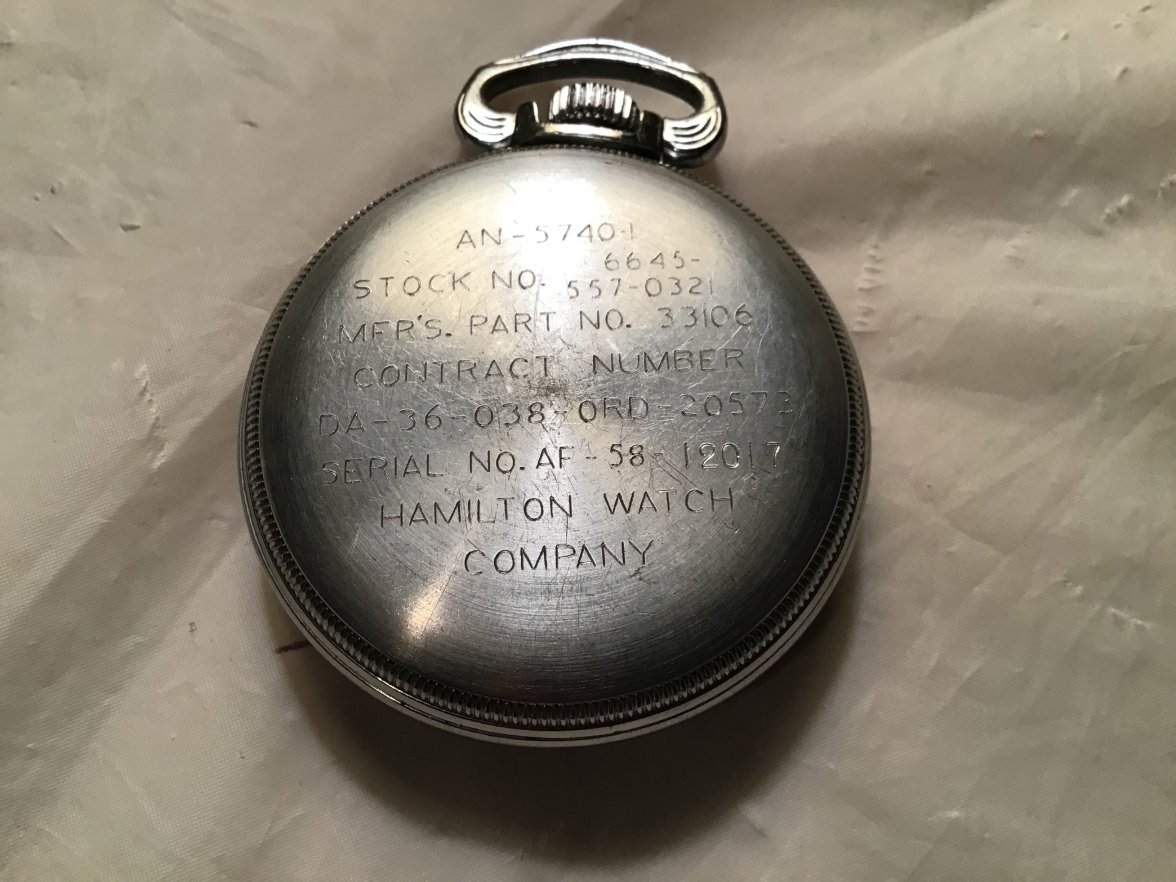 AN-5740-1
6645-
STOCK NO. 557-0321
MFR'S. PART NO. 33106
CONTRACT NUMBER
DA-36-038-ORD-20573
SERIAL NO. AF-58-12017
HAMILTON WATCH
COMPANY